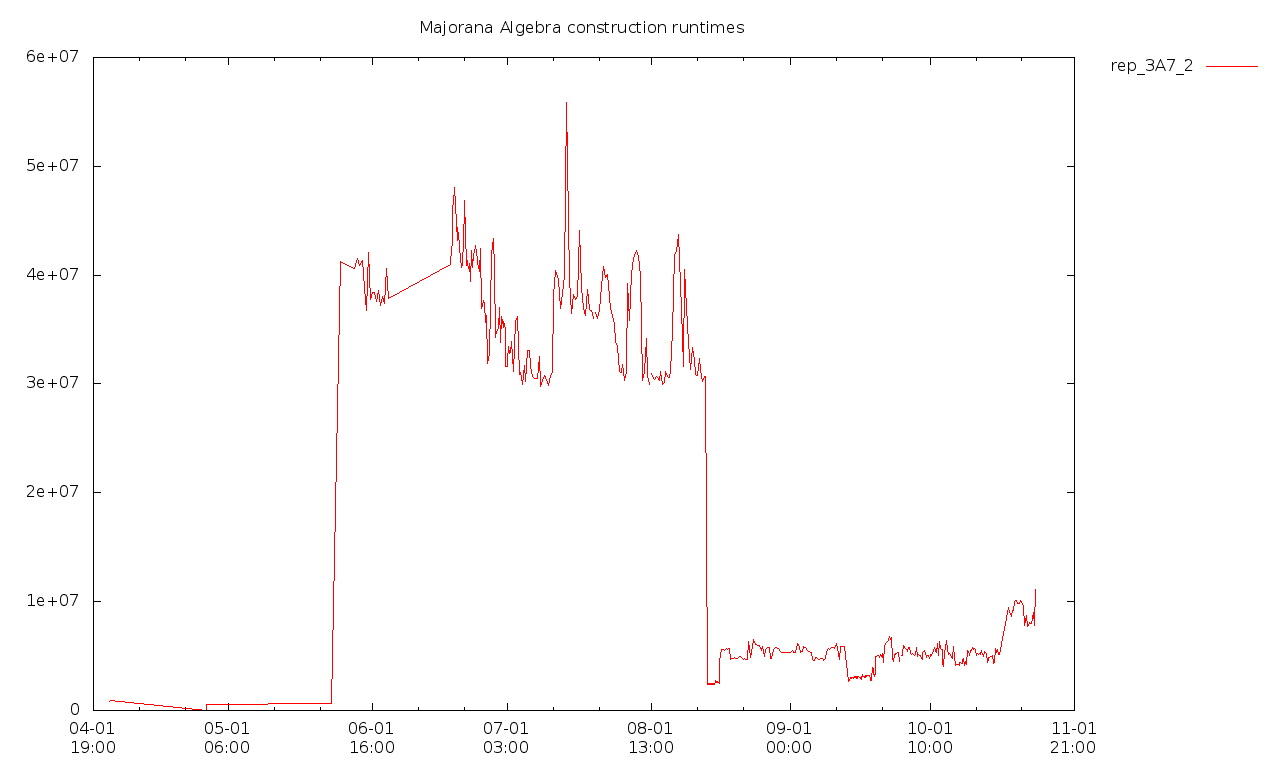 Majorana Algebra construction runtimes
rep_3A7_2
6e+07
5e+07
4e+07
3e+07
2e+07
1e+07
0
04-01 05-01 06-01 07-01 08-01 09-01 10-01 11-01
19:00 06:00 16:00 03:00 13:00 00:00 10:00 21:00